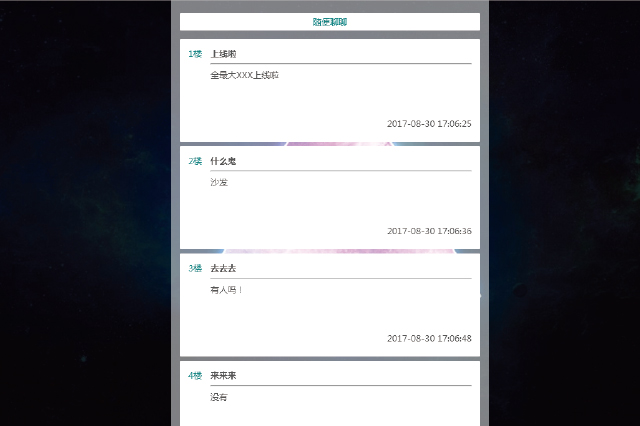 随便聊聊
1楼 上线啦
全最大XXX上线啦
2017-08-30 17:06:25
2楼 什么鬼
沙发
2017-08-30 17:06:36
3楼 去去去
有人吗！
2017-08-30 17:06:48
4楼 来来来
没有